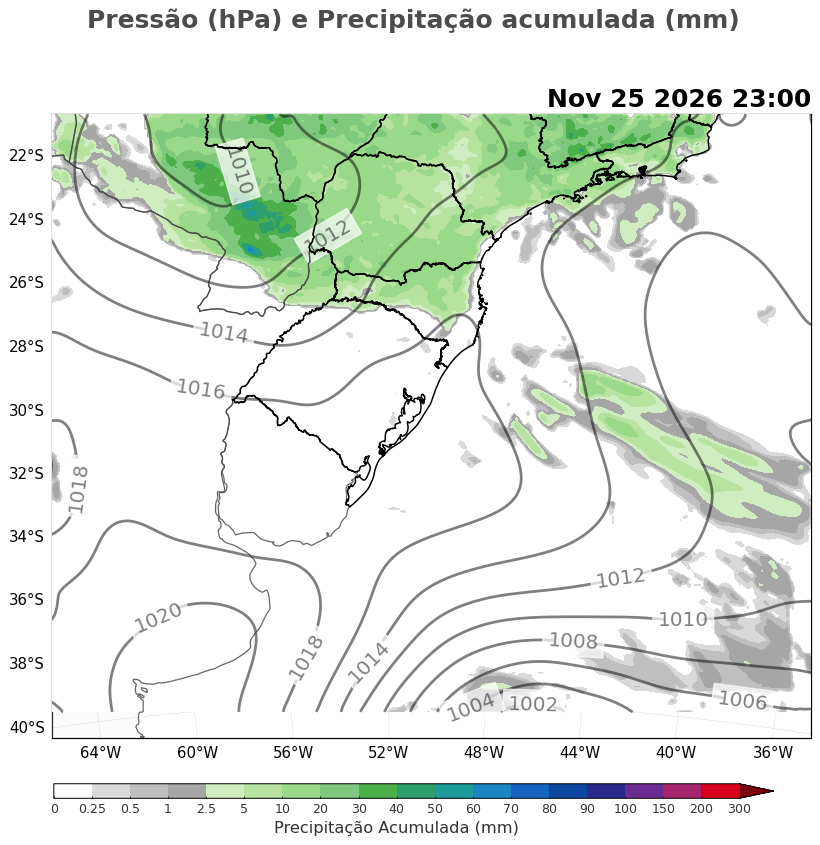 Pressão (hPa) e Precipitação acumulada (mm)
Nov 25 2026 23:00
22°S
24°S
26°S
28°S
30°S
32°S
34°S
36°S
38°S
40°S
1010
1012
1014
1016
1018
1020
1018
1014
1012
1010
1008
1006
1004
1002
64°W 60°W 56°W 52°W 48°W 44°W 40°W 36°W
0 0.25 0.5 1 2.5 5 10 20 30 40 50 60 70 80 90 100 150 200 300
Precipitação Acumulada (mm)